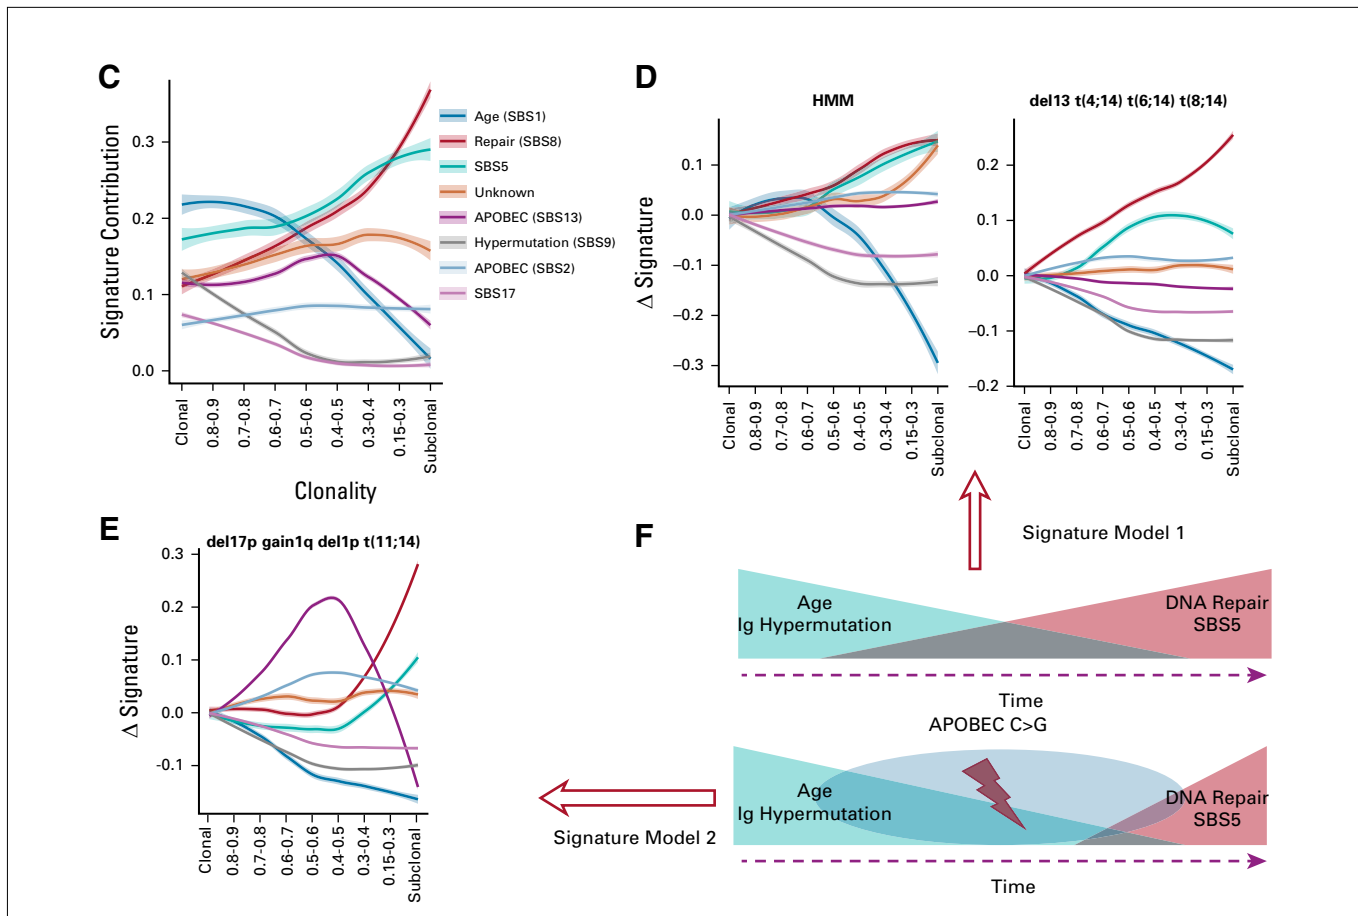 C
Signature Contribution
0.3
0.2
0.1
0.0
Clonal
0.8-0.9
0.7-0.8
0.6-0.7
0.5-0.6
0.4-0.5
0.3-0.4
0.15-0.3
Subclonal
Clonality
Age (SBS1)
Repair (SBS8)
SBS5
Unknown
APOBEC (SBS13)
Hypermutation (SBS9)
APOBEC (SBS2)
SBS17
D
HMM
Δ Signature
0.1
0.0
–0.1
–0.2
–0.3
Clonal
0.8-0.9
0.7-0.8
0.6-0.7
0.5-0.6
0.4-0.5
0.3-0.4
0.15-0.3
Subclonal
del13 t(4;14) t(6;14) t(8;14)
0.2
0.1
0.0
–0.1
–0.2
Clonal
0.8-0.9
0.7-0.8
0.6-0.7
0.5-0.6
0.4-0.5
0.3-0.4
0.15-0.3
Subclonal
E
del17p gain1q del1p t(11;14)
Δ Signature
0.3
0.2
0.1
0.0
-0.1
Clonal
0.8-0.9
0.7-0.8
0.6-0.7
0.5-0.6
0.4-0.5
0.3-0.4
0.15-0.3
Subclonal
F
Signature Model 1
Age
Ig Hypermutation
DNA Repair
SBS5
Time
APOBEC C>G
Age
Ig Hypermutation
DNA Repair
SBS5
Signature Model 2
Time